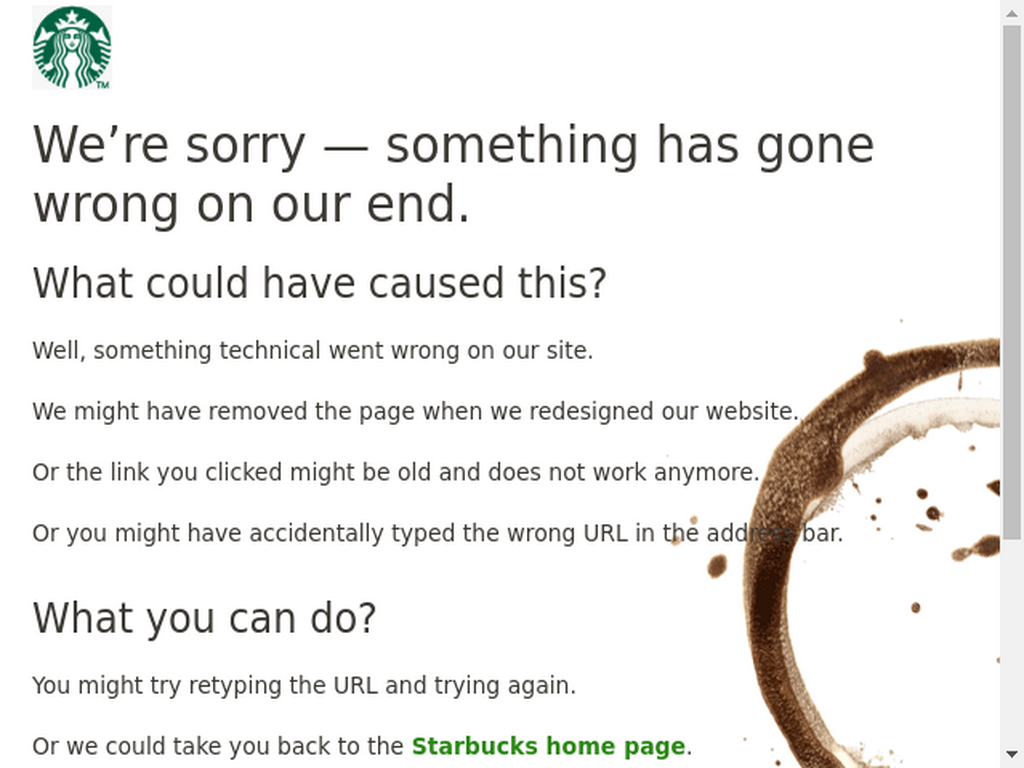 TM
We’re sorry — something has gone
wrong on our end.
What could have caused this?
Well, something technical went wrong on our site.
We might have removed the page when we redesigned our website.
Or the link you clicked might be old and does not work anymore.
Or you might have accidentally typed the wrong URL in the address bar.
What you can do?
You might try retyping the URL and trying again.
Or we could take you back to the Starbucks home page.